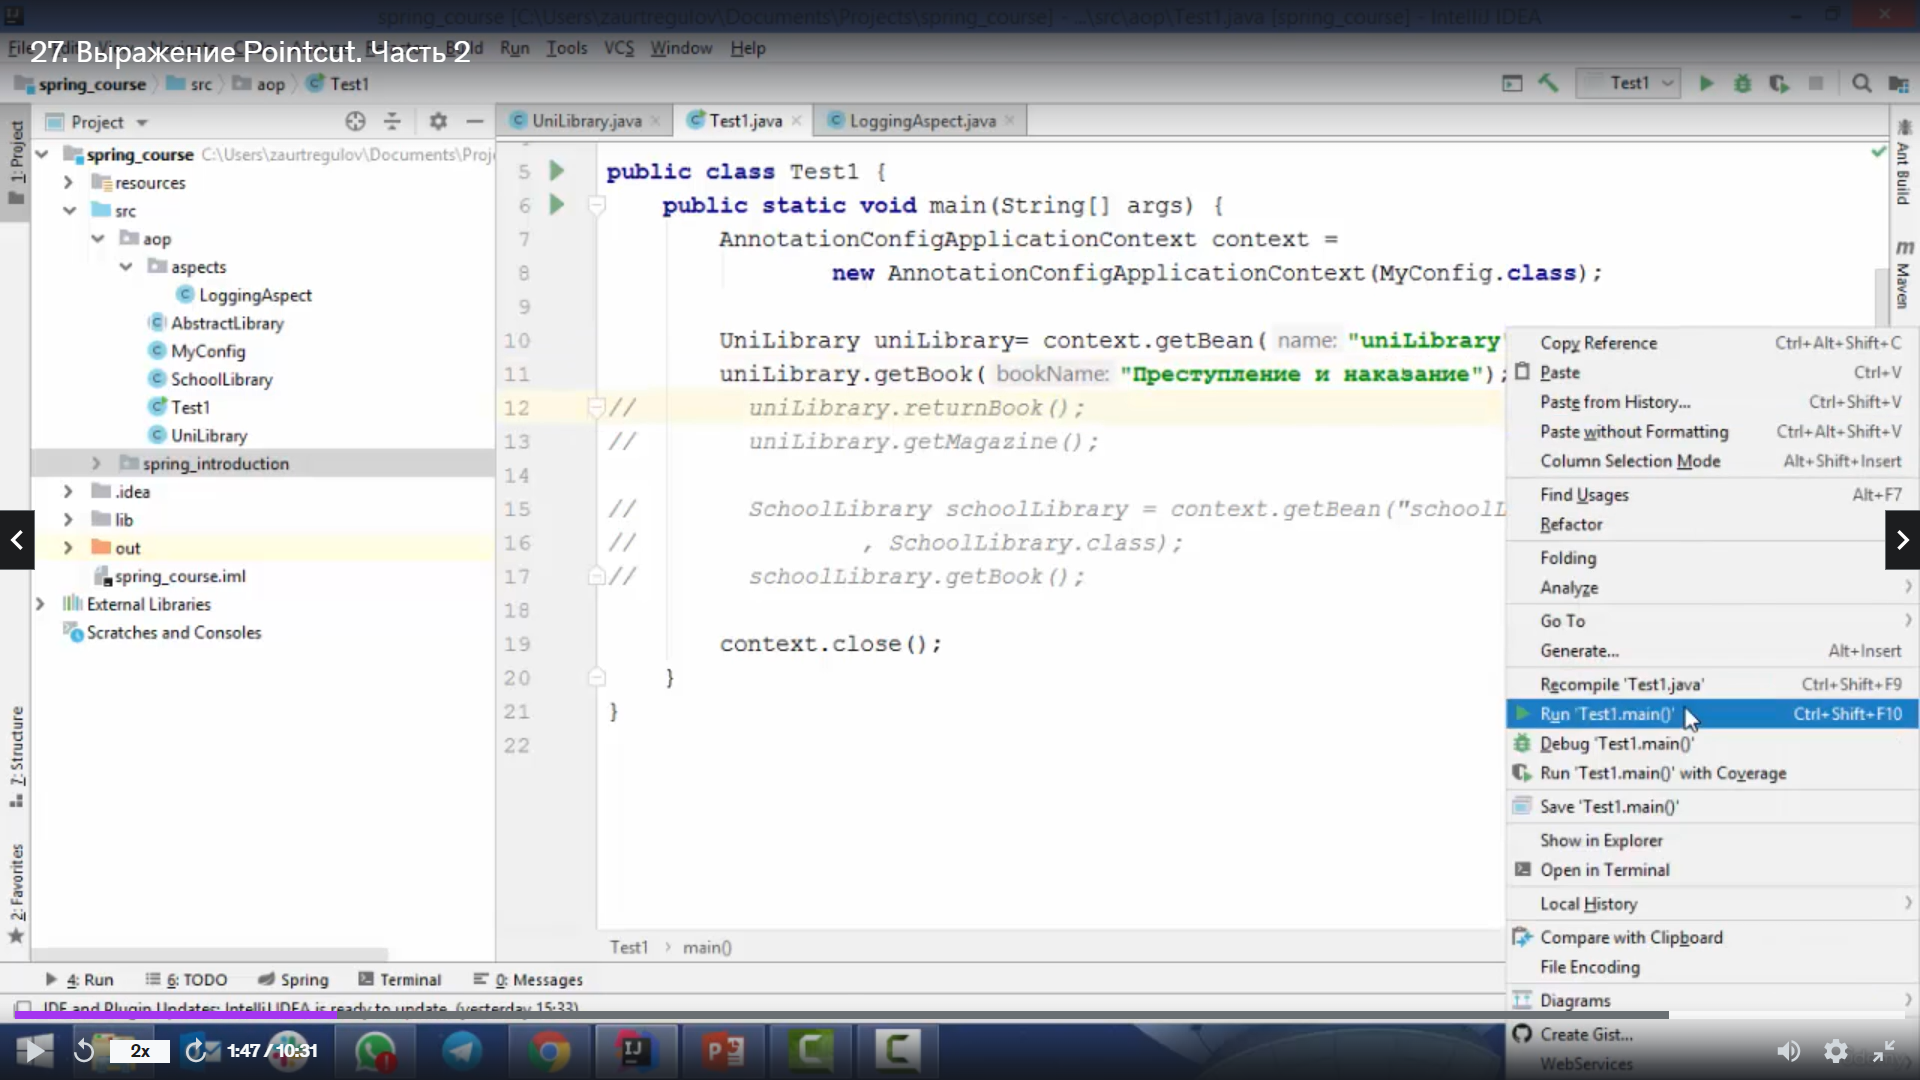 spring_course [C:\Users\zaurtregulov\Documents\Projects\spring_course] - ...\src\aop\Test1.java [spring_course] - IntelliJ IDEA
27. Выражение Pointcut. Часть 2
File Run Tools VCS Window Help
spring_course src aop Test1
Test1
1: Project
Project
UniLibrary.java Test1.java LoggingAspect.java
spring_course C:\Users\zaurtregulov\Documents\Proj
resources
src
aop
aspects
LoggingAspect
AbstractLibrary
MyConfig
SchoolLibrary
Test1
UniLibrary
spring_introduction
.idea
lib
out
spring_course.iml
External Libraries
Scratches and Consoles
7: Structure
2: Favorites
5 public class Test1 {
6 public static void main(String[] args) {
7 AnnotationConfigApplicationContext context =
8 new AnnotationConfigApplicationContext(MyConfig.class);
9
10 UniLibrary uniLibrary= context.getBean( name: "uniLibrary"
11 uniLibrary.getBook( bookName: "Преступление и наказание");
12 // uniLibrary.returnBook();
13 // uniLibrary.getMagazine();
14
15 // SchoolLibrary schoolLibrary = context.getBean("schoolL
16 // , SchoolLibrary.class);
17 // schoolLibrary.getBook();
18
19 context.close();
20 }
21 }
22
Ant Build
m Maven
Copy Reference Ctrl+Alt+Shift+C
Paste Ctrl+V
Paste from History... Ctrl+Shift+V
Paste without Formatting Ctrl+Alt+Shift+V
Column Selection Mode Alt+Shift+Insert
Find Usages Alt+F7
Refactor
Folding
Analyze
Go To
Generate... Alt+Insert
Recompile 'Test1.java' Ctrl+Shift+F9
Run 'Test1.main()' Ctrl+Shift+F10
Debug 'Test1.main()'
Run 'Test1.main()' with Coverage
Save 'Test1.main()'
Show in Explorer
Open in Terminal
Local History
Compare with Clipboard
File Encoding
Diagrams
Create Gist...
WebServices
Test1 main()
4: Run 6: TODO Spring Terminal 0: Messages
IDE and Plugin Updates: IntelliJ IDEA is ready to update. (yesterday 15:33)
2x 1:47 / 10:31